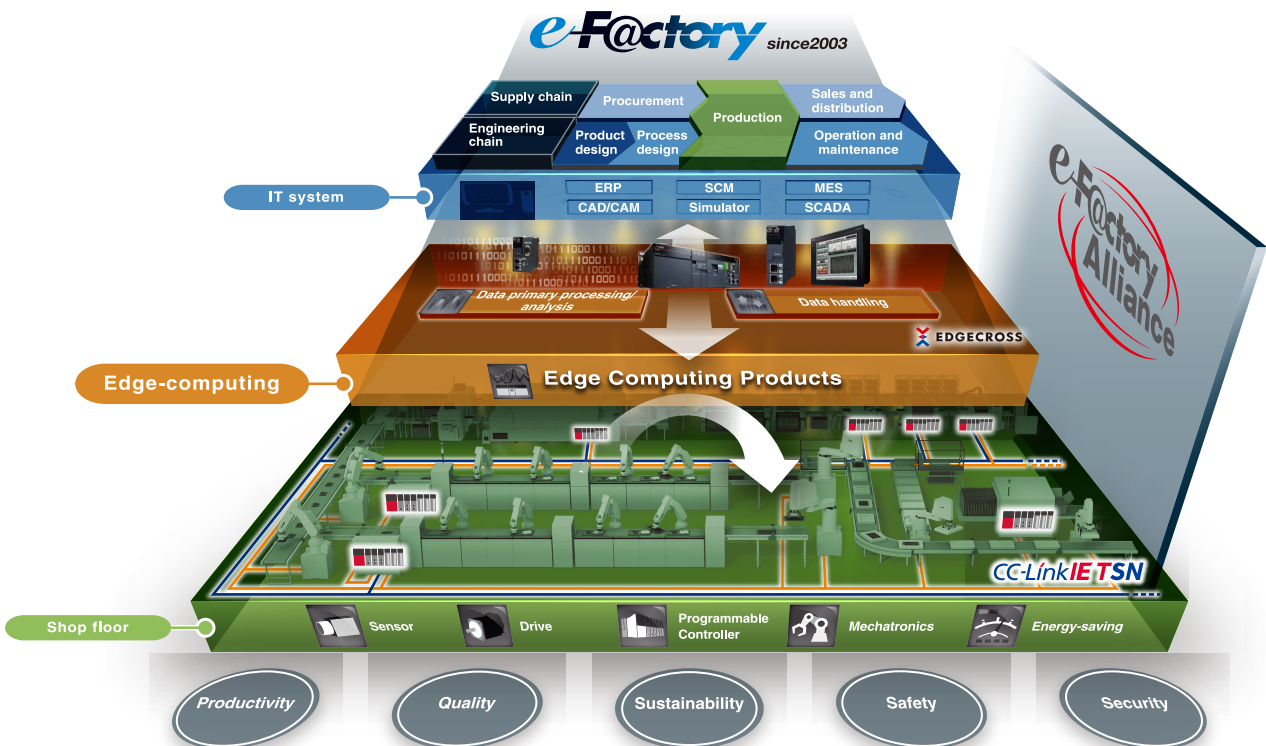 e-F@ctory since2003
Supply chain
Procurement
Production
Sales and
distribution
Engineering
chain
Product
design
Process
design
Operation and
maintenance
IT system
ERP
SCM
MES
CAD/CAM
Simulator
SCADA
e-F@ctory
Alliance
Data primary processing/
analysis
Data handling
EDGECROSS
Edge-computing
Edge Computing Products
CC-Link IE TSN
Shop floor
Sensor
Drive
Programmable
Controller
Mechatronics
Energy-saving
Productivity
Quality
Sustainability
Safety
Security